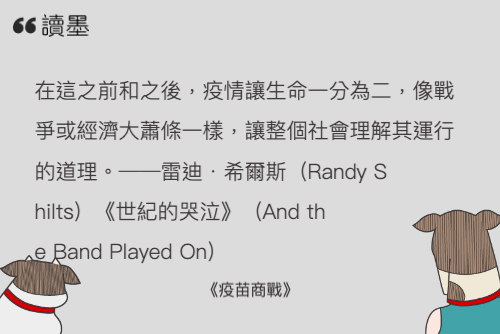 ❝ 讀墨
在這之前和之後，疫情讓生命一分為二，像戰
爭或經濟大蕭條一樣，讓整個社會理解其運行
的道理。——雷迪．希爾斯（Randy S
hilts）《世紀的哭泣》（And th
e Band Played On）
《疫苗商戰》